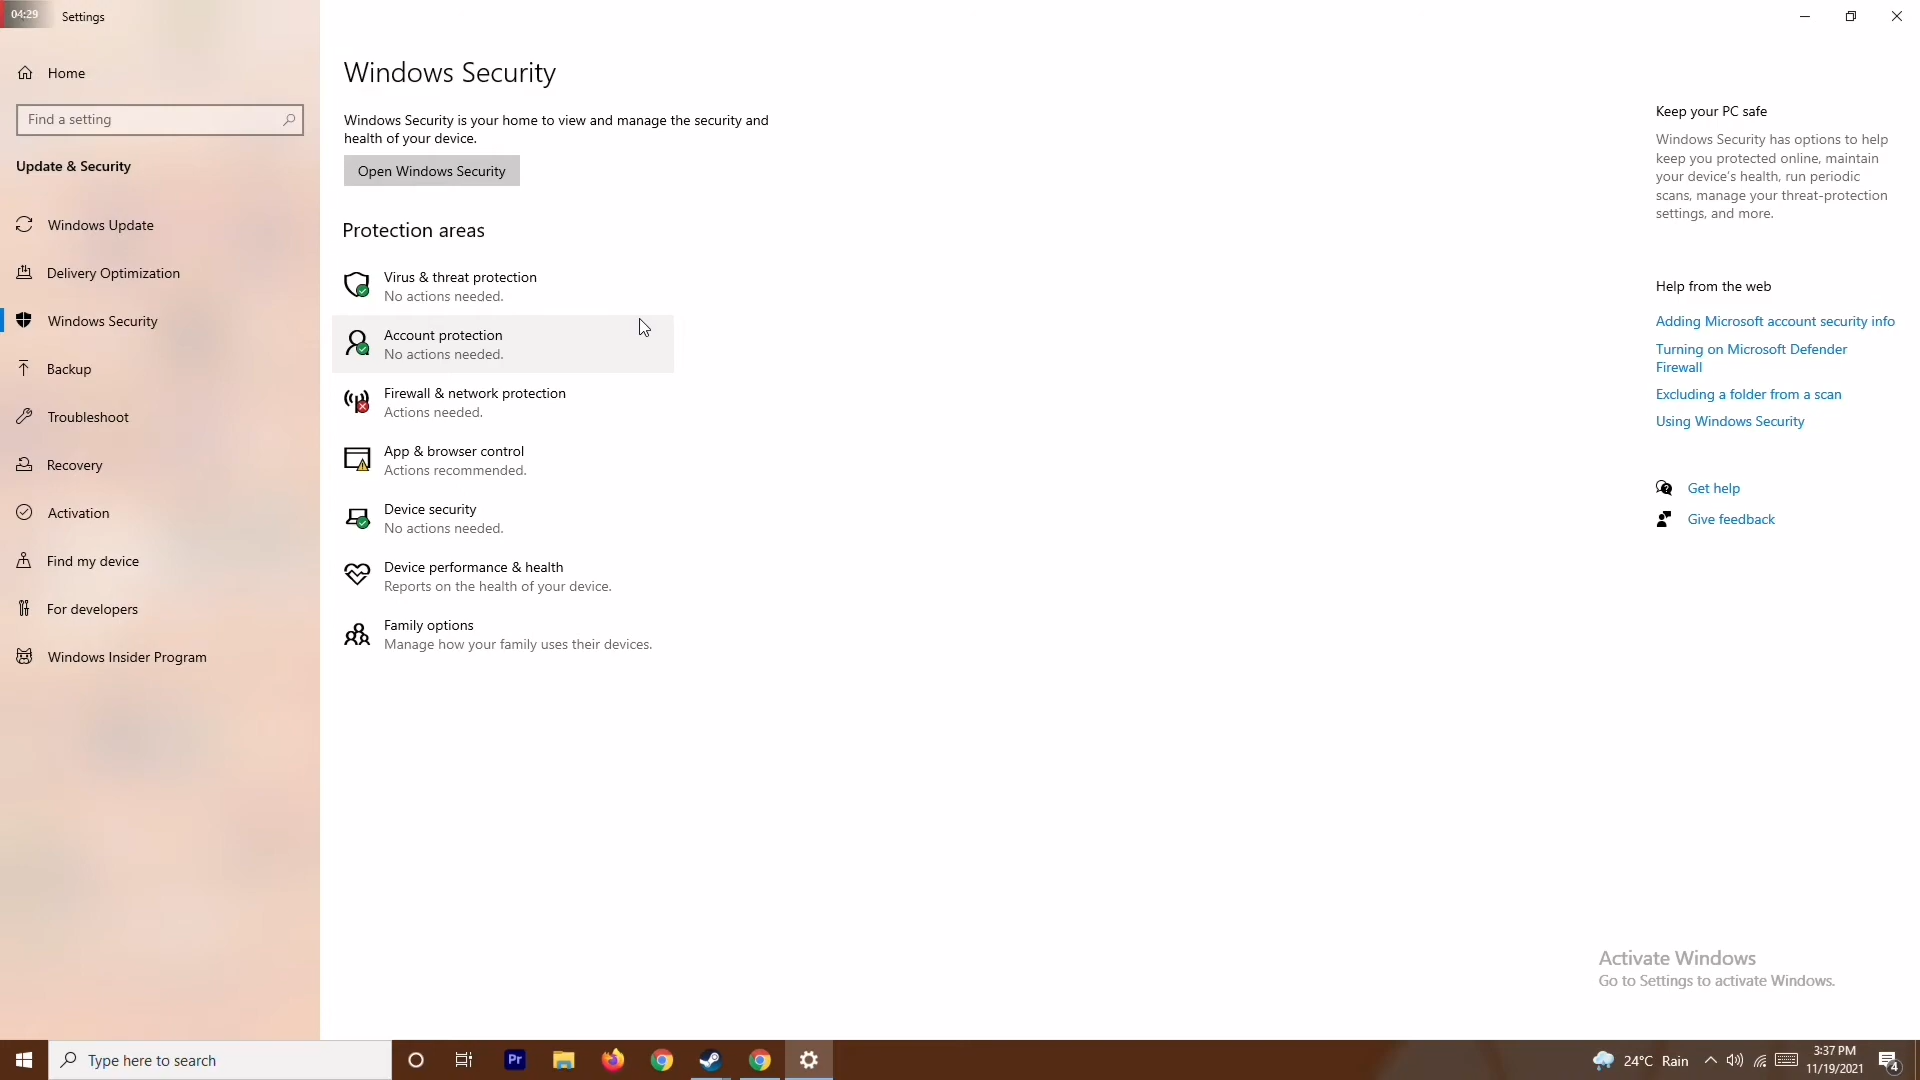 04:29
Settings
Home
Find a setting
Update & Security
Windows Update
Delivery Optimization
Windows Security
Backup
Troubleshoot
Recovery
Activation
Find my device
For developers
Windows Insider Program
Windows Security
Windows Security is your home to view and manage the security and
health of your device.
Open Windows Security
Protection areas
Virus & threat protection
No actions needed.
Account protection
No actions needed.
Firewall & network protection
Actions needed.
App & browser control
Actions recommended.
Device security
No actions needed.
Device performance & health
Reports on the health of your device.
Family options
Manage how your family uses their devices.
Keep your PC safe
Windows Security has options to help
keep you protected online, maintain
your device's health, run periodic
scans, manage your threat-protection
settings, and more.
Help from the web
Adding Microsoft account security info
Turning on Microsoft Defender
Firewall
Excluding a folder from a scan
Using Windows Security
Get help
Give feedback
Activate Windows
Go to Settings to activate Windows.
Type here to search
Pr
24°C Rain
3:37 PM
11/19/2021
4